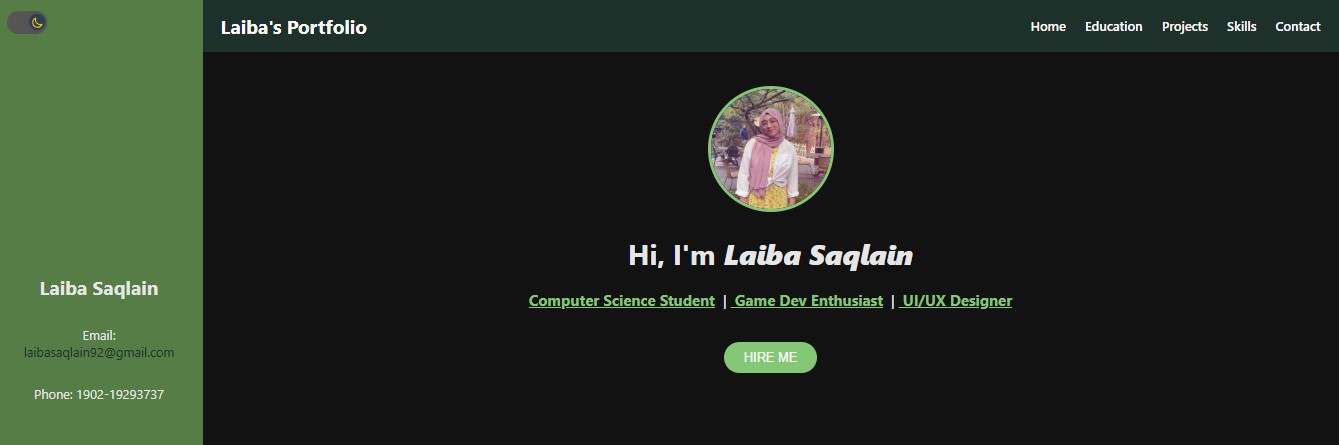 Laiba's Portfolio
Home Education Projects Skills Contact
Hi, I'm Laiba Saqlain
Computer Science Student | Game Dev Enthusiast | UI/UX Designer
HIRE ME
Laiba Saqlain
Email:
laibasaqlain92@gmail.com
Phone: 1902-19293737